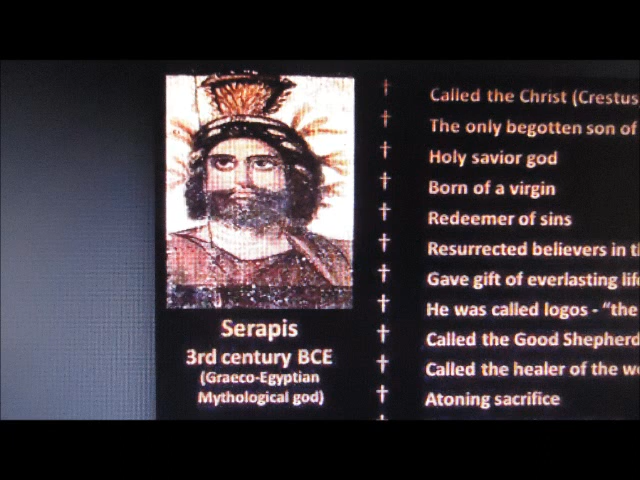 Serapis
3rd century BCE
(Graeco-Egyptian
Mythological god)
Called the Christ (Crestus
The only begotten son of
Holy savior god
Born of a virgin
Redeemer of sins
Resurrected believers in
Gave gift of everlasting
He was called logos - "the
Called the Good Shepherd
Called the healer of the
Atoning sacrifice